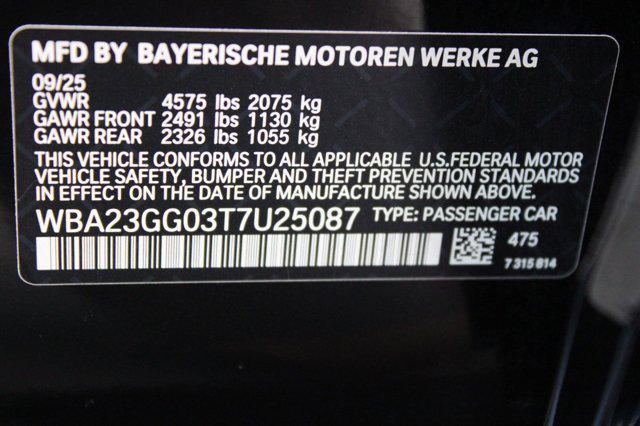 MFD BY BAYERISCHE MOTOREN WERKE AG
09/25
GVWR 4575 lbs 2075 kg
GAWR FRONT 2491 lbs 1130 kg
GAWR REAR 2326 lbs 1055 kg
THIS VEHICLE CONFORMS TO ALL APPLICABLE U.S.FEDERAL MOTOR
VEHICLE SAFETY, BUMPER AND THEFT PREVENTION STANDARDS
IN EFFECT ON THE DATE OF MANUFACTURE SHOWN ABOVE.
WBA23GG03T7U25087 TYPE: PASSENGER CAR
475
7 315 814